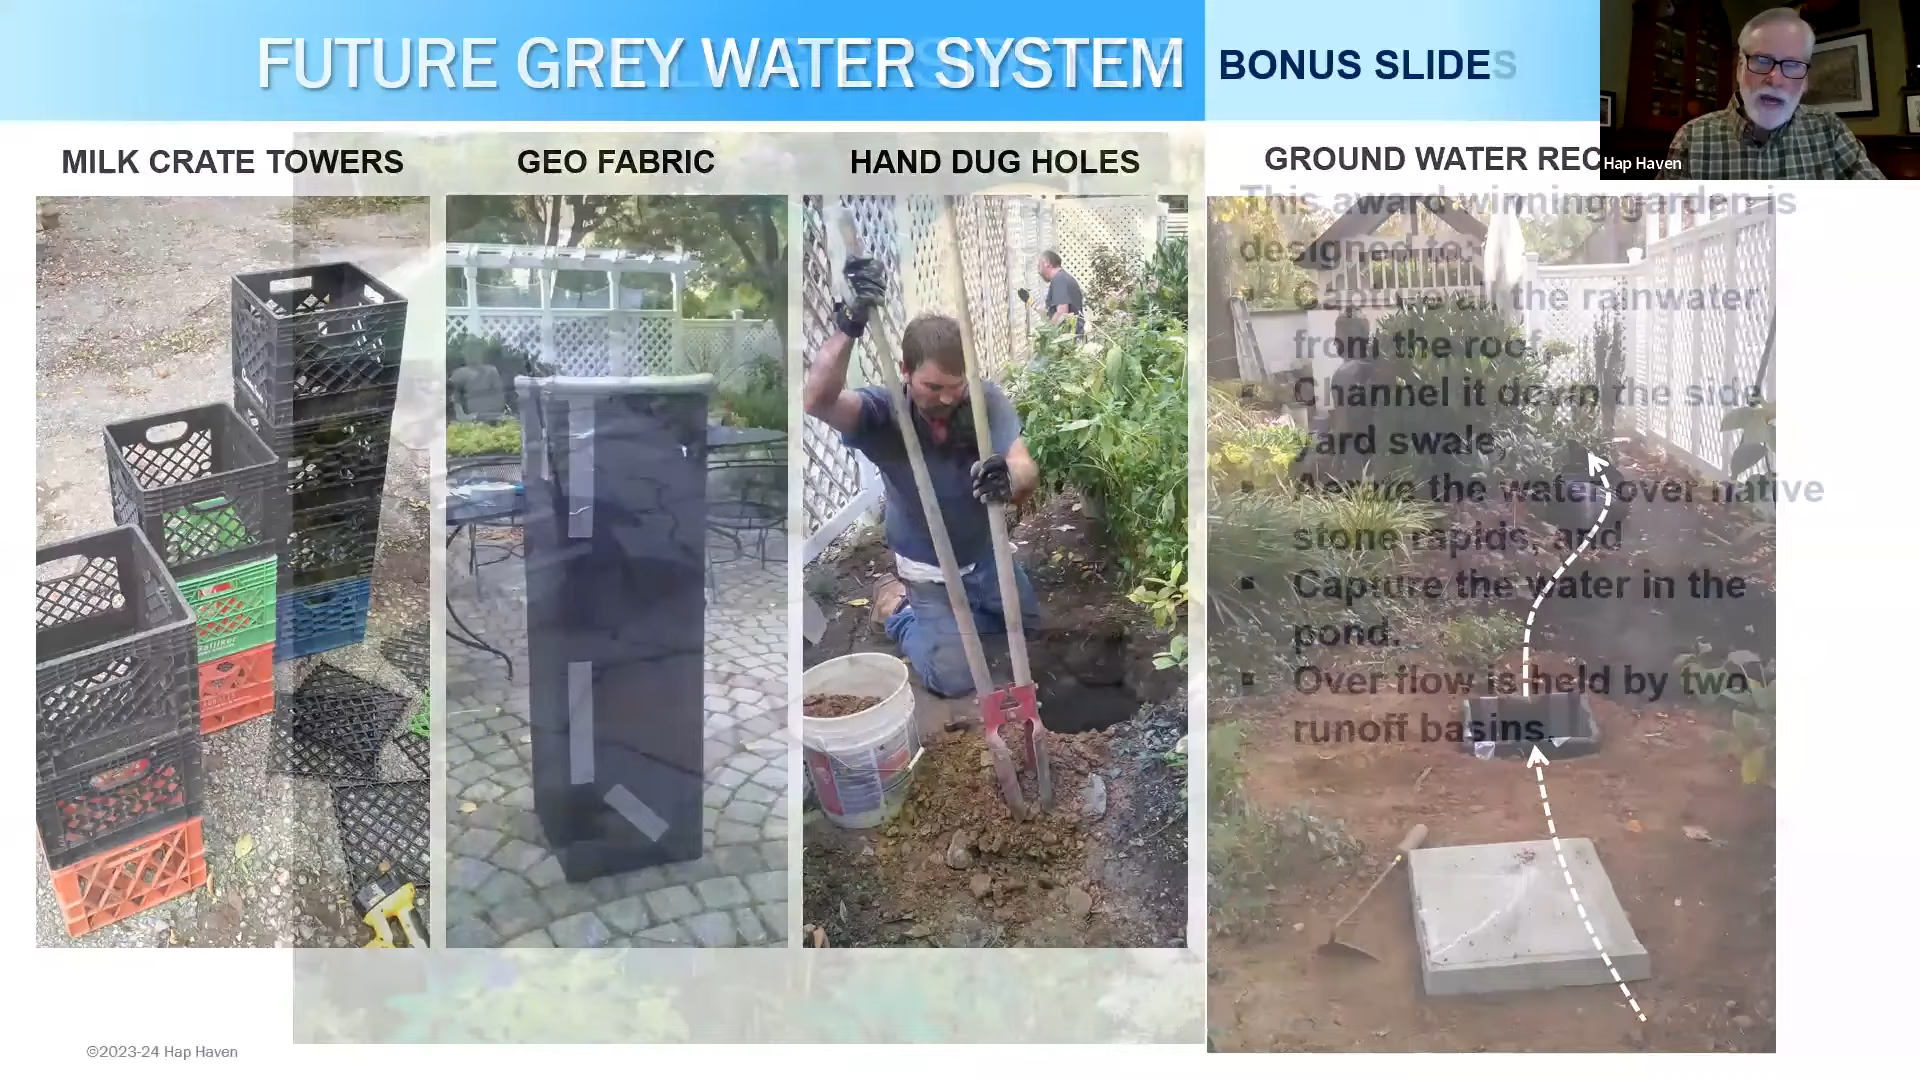 FUTURE GREY WATER SYSTEM
BONUS SLIDES
MILK CRATE TOWERS
GEO FABRIC
HAND DUG HOLES
GROUND WATER REC
Hap Haven
This award winning garden is
designed to:
▪ Capture all the rainwater
from the roof,
▪ Channel it down the side
yard swale,
▪ Aerate the water over native
stone rapids, and
▪ Capture the water in the
pond.
▪ Over flow is held by two
runoff basins.
©2023-24 Hap Haven